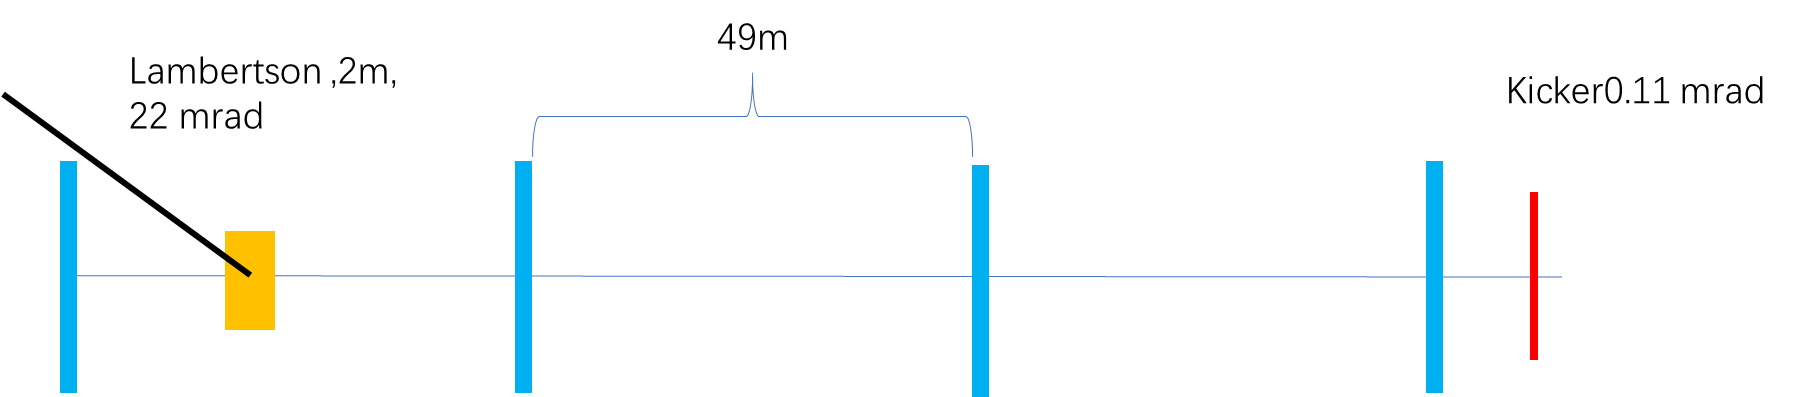 49m
Lambertson ,2m,
22 mrad
Kicker0.11 mrad